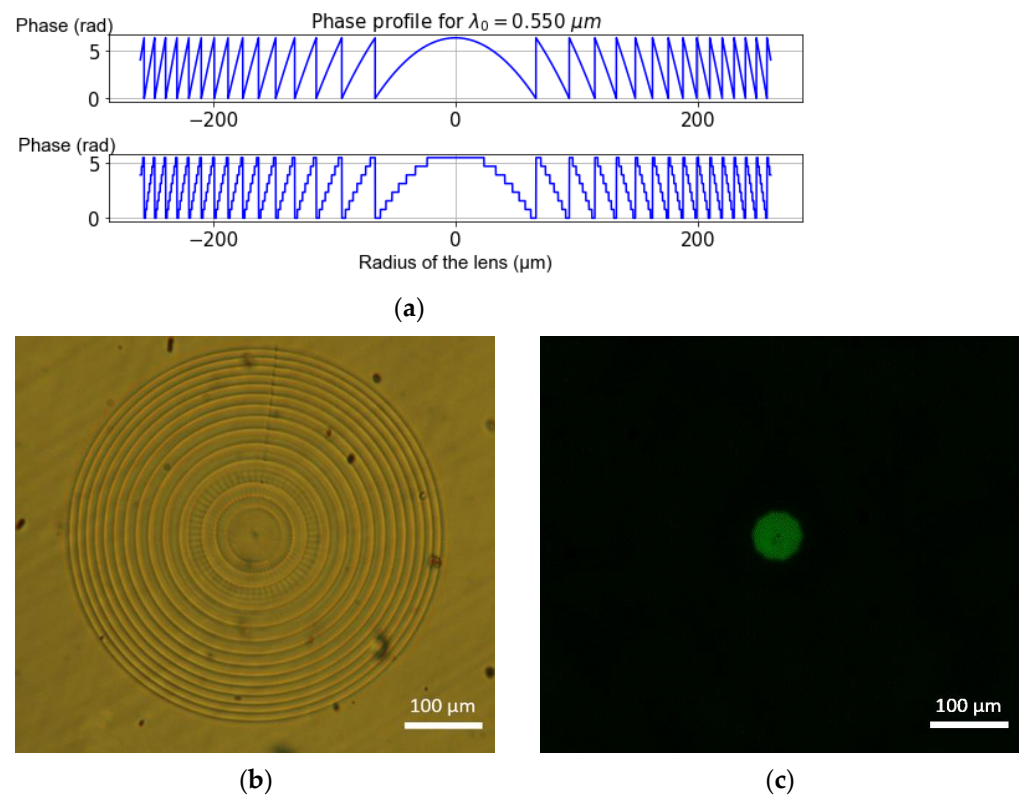 Phase profile for λ₀ = 0.550 μm
Phase (rad)
5
0
−200 0 200
Phase (rad)
5
0
−200 0 200
Radius of the lens (μm)
(a)
100 μm
100 μm
(b) (c)